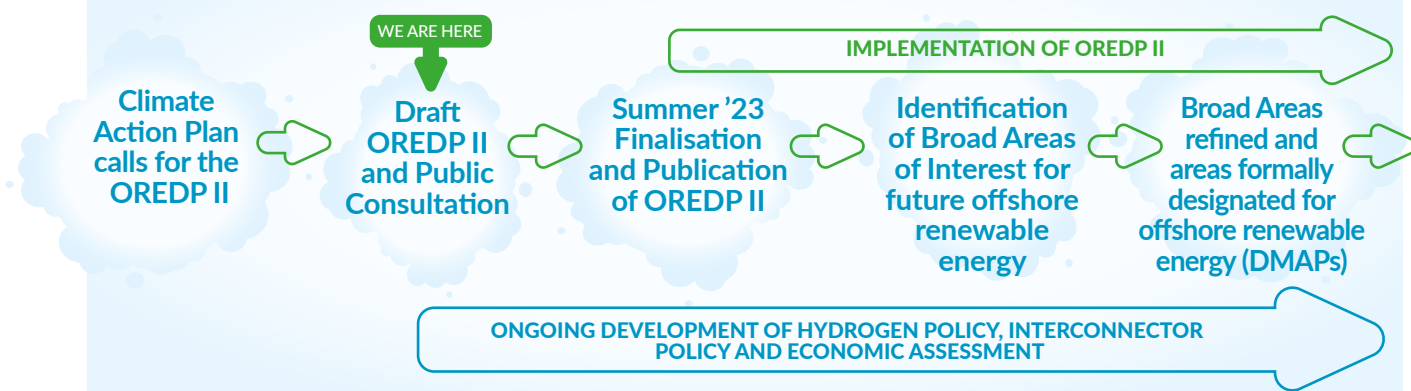 WE ARE HERE
IMPLEMENTATION OF OREDP II
Climate
Action Plan
calls for the
OREDP II
Draft
OREDP II
and Public
Consultation
Summer ’23
Finalisation
and Publication
of OREDP II
Identification
of Broad Areas
of Interest for
future offshore
renewable
energy
Broad Areas
refined and
areas formally
designated for
offshore renewable
energy (DMAPs)
ONGOING DEVELOPMENT OF HYDROGEN POLICY, INTERCONNECTOR
POLICY AND ECONOMIC ASSESSMENT